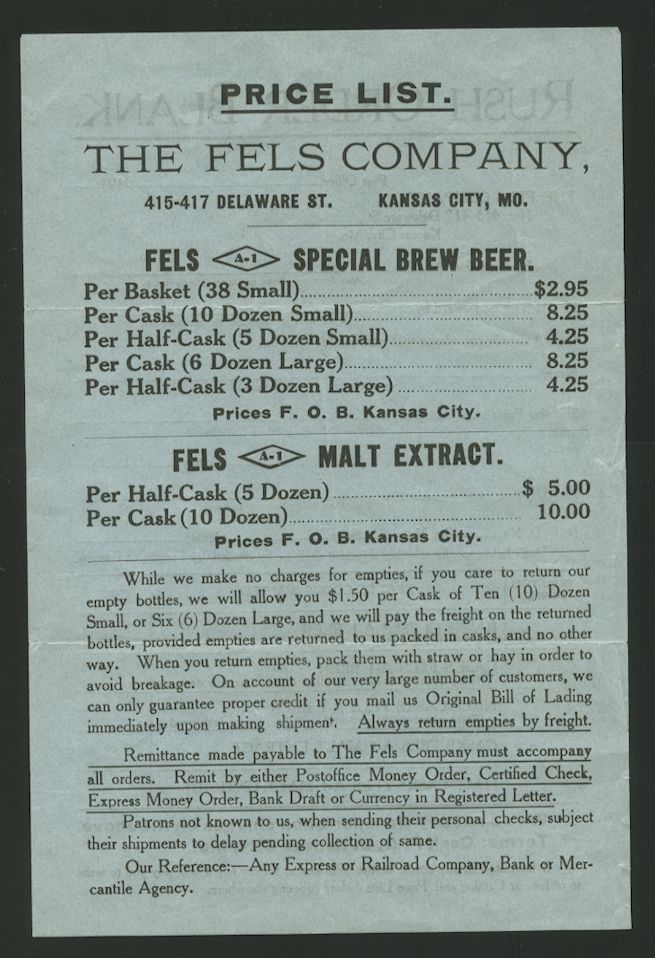 PRICE LIST.
THE FELS COMPANY,
415-417 DELAWARE ST. KANSAS CITY, MO.
FELS A-1 SPECIAL BREW BEER.
Per Basket (38 Small)........................................$2.95
Per Cask (10 Dozen Small)................................ 8.25
Per Half-Cask (5 Dozen Small).......................... 4.25
Per Cask (6 Dozen Large).................................. 8.25
Per Half-Cask (3 Dozen Large) ........................ 4.25
Prices F. O. B. Kansas City.
FELS A-1 MALT EXTRACT.
Per Half-Cask (5 Dozen)..................................$ 5.00
Per Cask (10 Dozen)............................................ 10.00
Prices F. O. B. Kansas City.
While we make no charges for empties, if you care to return our
empty bottles, we will allow you $1.50 per Cask of Ten (10) Dozen
Small, or Six (6) Dozen Large, and we will pay the freight on the returned
bottles, provided empties are returned to us packed in casks, and no other
way. When you return empties, pack them with straw or hay in order to
avoid breakage. On account of our very large number of customers, we
can only guarantee proper credit if you mail us Original Bill of Lading
immediately upon making shipment. Always return empties by freight.
Remittance made payable to The Fels Company must accompany
all orders. Remit by either Postoffice Money Order, Certified Check,
Express Money Order, Bank Draft or Currency in Registered Letter.
Patrons not known to us, when sending their personal checks, subject
their shipments to delay pending collection of same.
Our Reference:—Any Express or Railroad Company, Bank or Mer-
cantile Agency.
RUSH ORDER BLANK